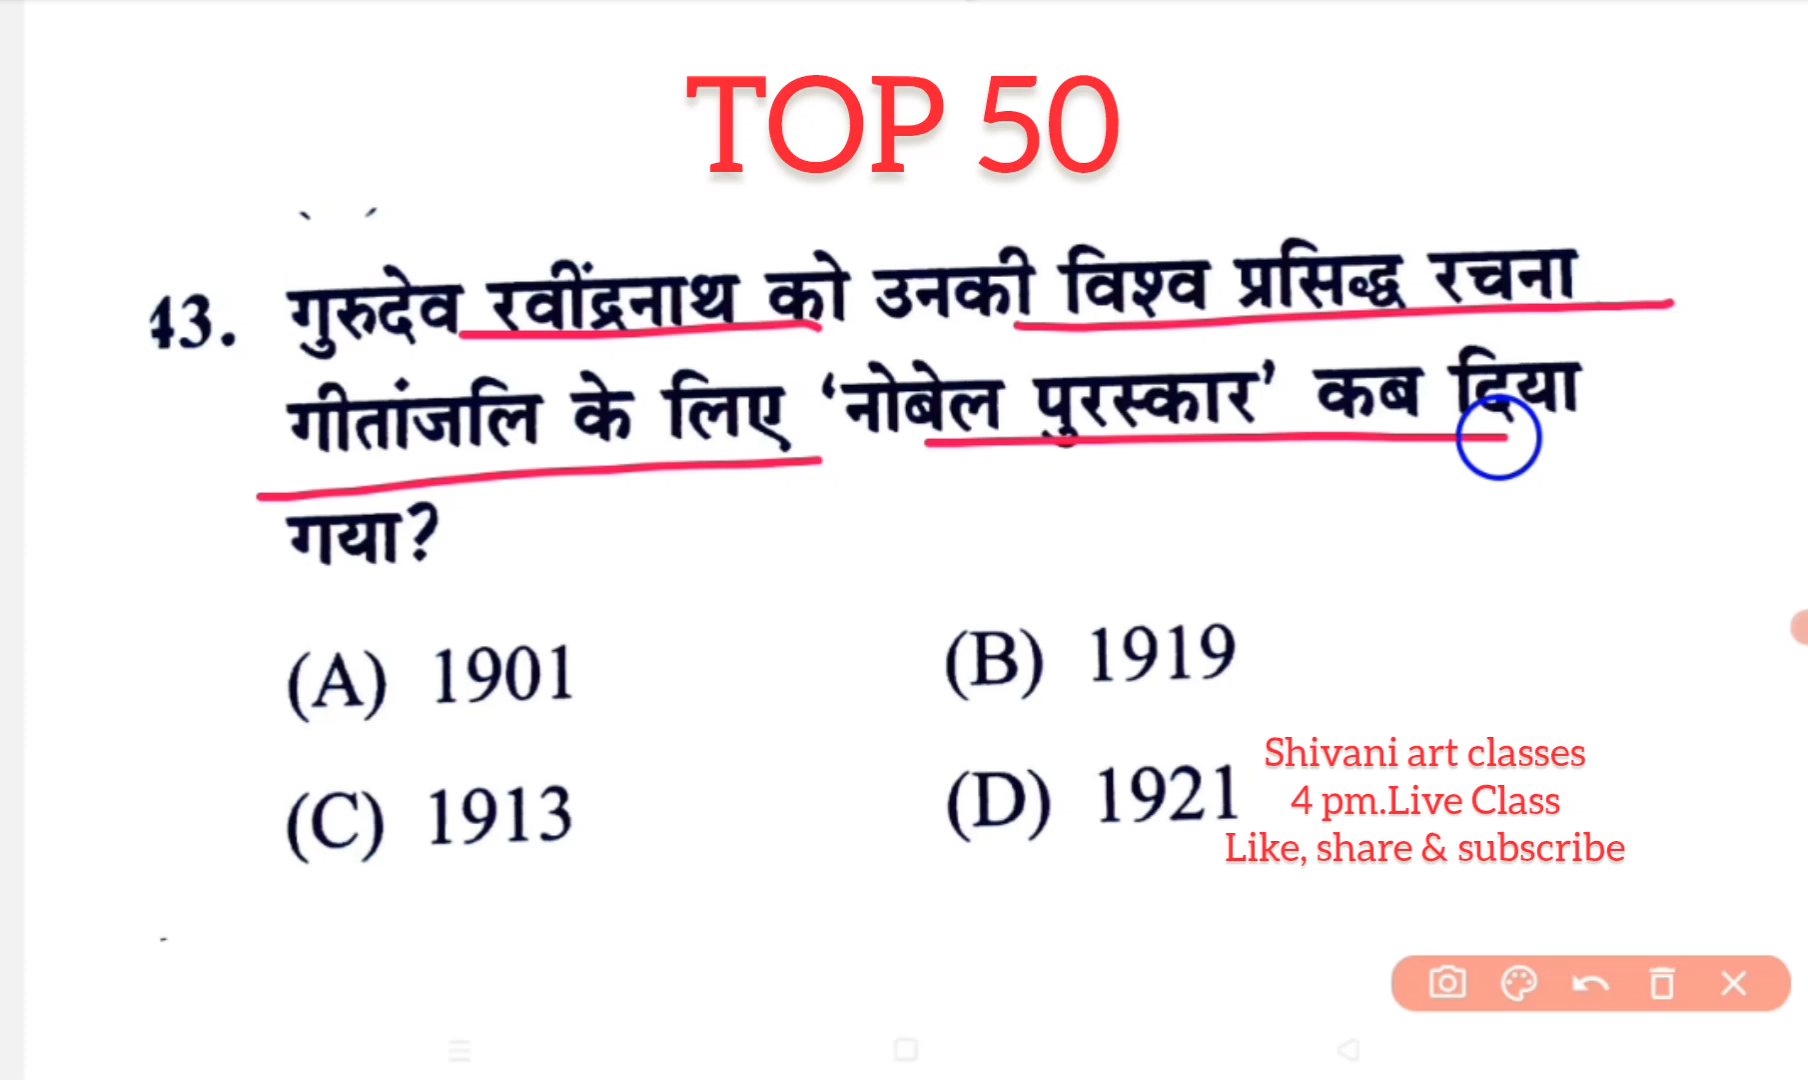 TOP 50
43. गुरुदेव रवींद्रनाथ को उनकी विश्व प्रसिद्ध रचना
गीतांजलि के लिए ‘नोबेल पुरस्कार’ कब दिया
गया?
(A) 1901 (B) 1919
(C) 1913 (D) 1921
Shivani art classes
4 pm.Live Class
Like, share & subscribe